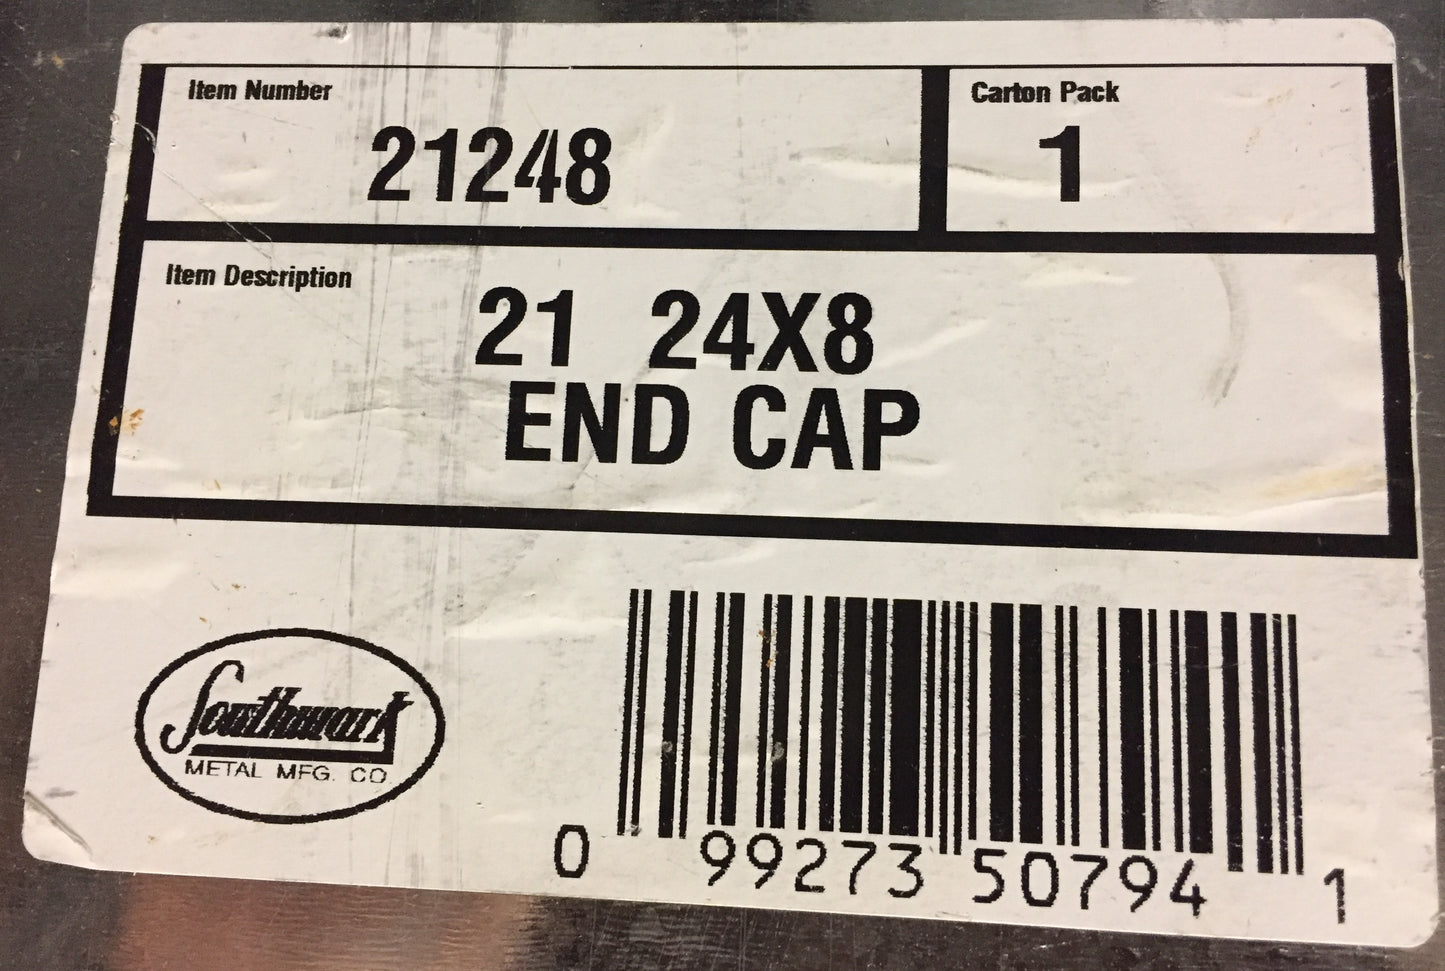 Item Number
21248
Carton Pack
1
Item Description
21 24X8
END CAP
Southwark
METAL MFG. CO.
0 99273 50794 1